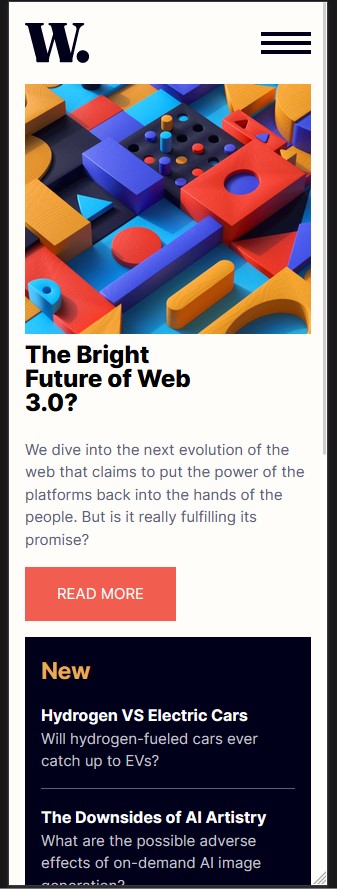 W.
The Bright
Future of Web
3.0?
We dive into the next evolution of the
web that claims to put the power of the
platforms back into the hands of the
people. But is it really fulfilling its
promise?
READ MORE
New
Hydrogen VS Electric Cars
Will hydrogen-fueled cars ever
catch up to EVs?
The Downsides of AI Artistry
What are the possible adverse
effects of on-demand AI image
generation?